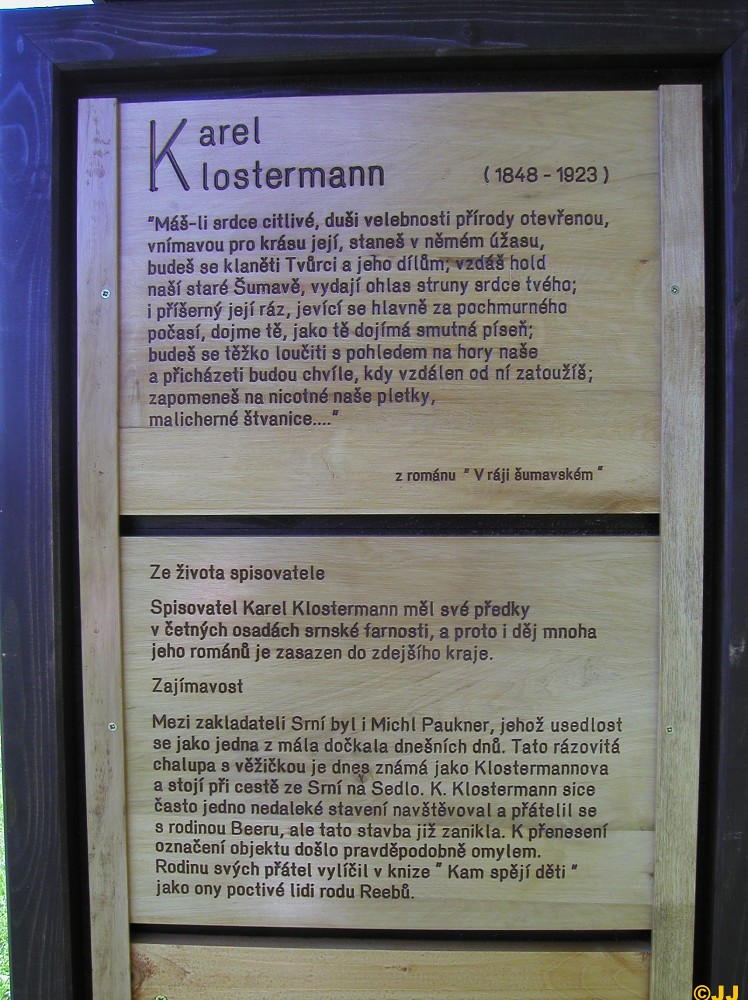 Karel
Klostermann (1848 - 1923)
"Máš-li srdce citlivé, duši velebnosti přírody otevřenou,
vnímavou pro krásu její, staneš v němém úžasu,
budeš se klaněti Tvůrci a jeho dílům; vzdáš hold
naší staré Šumavě, vydají ohlas struny srdce tvého;
i příšerný její ráz, jevící se hlavně za pochmurného
počasí, dojme tě, jako tě dojímá smutná píseň;
budeš se těžko loučiti s pohledem na hory naše
a přicházeti budou chvíle, kdy vzdálen od ní zatoužíš;
zapomeneš na nicotné naše pletky,
malicherné štvanice...."
z románu " V ráji šumavském "
Ze života spisovatele
Spisovatel Karel Klostermann měl své předky
v četných osadách srnské farnosti, a proto i děj mnoha
jeho románů je zasazen do zdejšího kraje.
Zajímavost
Mezi zakladateli Srní byl i Michl Paukner, jehož usedlost
se jako jedna z mála dočkala dnešních dnů. Tato rázovitá
chalupa s věžičkou je dnes známá jako Klostermannova
a stojí při cestě ze Srní na Sedlo. K. Klostermann sice
často jedno nedaleké stavení navštěvoval a přátelil se
s rodinou Beeru, ale tato stavba již zanikla. K přenesení
označení objektu došlo pravděpodobně omylem.
Rodinu svých přátel vylíčil v knize " Kam spějí děti "
jako ony poctivé lidi rodu Reebů.
©JJ